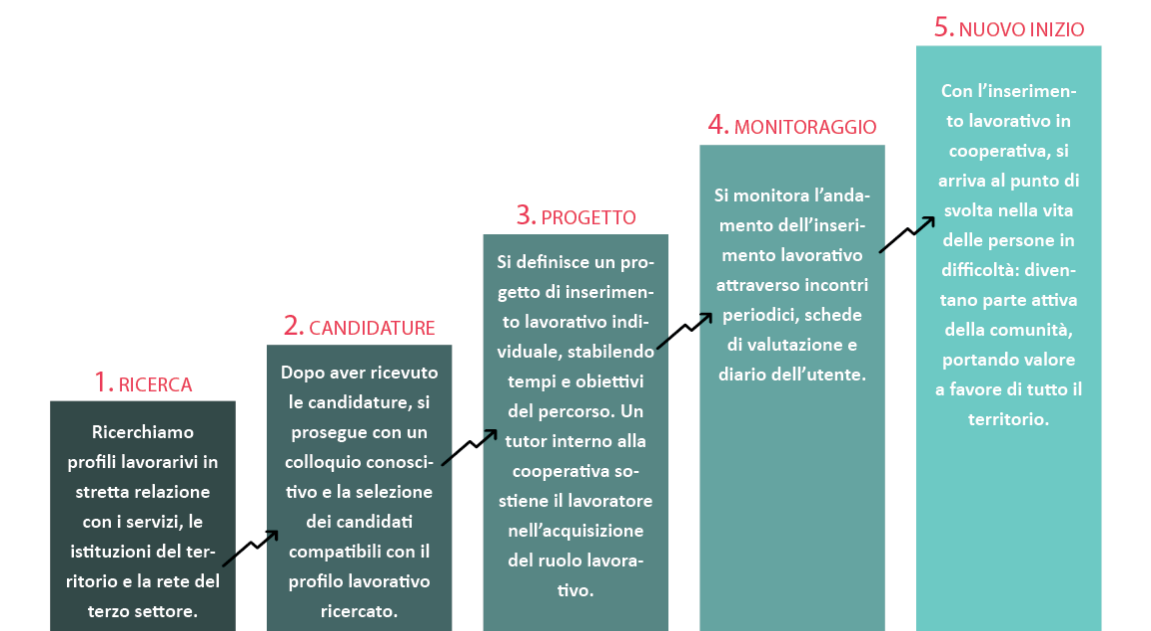 1. RICERCA
Ricerchiamo
profili lavorarivi in
stretta relazione
con i servizi, le
istituzioni del ter-
ritorio e la rete del
terzo settore.
2. CANDIDATURE
Dopo aver ricevuto
le candidature, si
prosegue con un
colloquio conosci-
tivo e la selezione
dei candidati
compatibili con il
profilo lavorativo
ricercato.
3. PROGETTO
Si definisce un pro-
getto di inserimen-
to lavorativo indi-
viduale, stabilendo
tempi e obiettivi
del percorso. Un
tutor interno alla
cooperativa so-
stiene il lavoratore
nell’acquisizione
del ruolo lavora-
tivo.
4. MONITORAGGIO
Si monitora l’anda-
mento dell’inseri-
mento lavorativo
attraverso incontri
periodici, schede
di valutazione e
diario dell’utente.
5. NUOVO INIZIO
Con l’inserimen-
to lavorativo in
cooperativa, si
arriva al punto di
svolta nella vita
delle persone in
difficoltà: diven-
tano parte attiva
della comunità,
portando valore
a favore di tutto il
territorio.